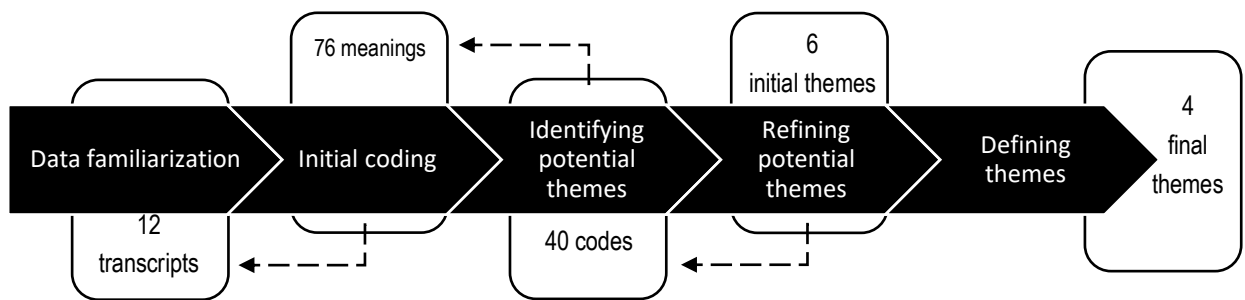 76 meanings
6
initial themes
4
final
themes
Data familiarization
Initial coding
Identifying
potential
themes
Refining
potential
themes
Defining
themes
12
transcripts
40 codes